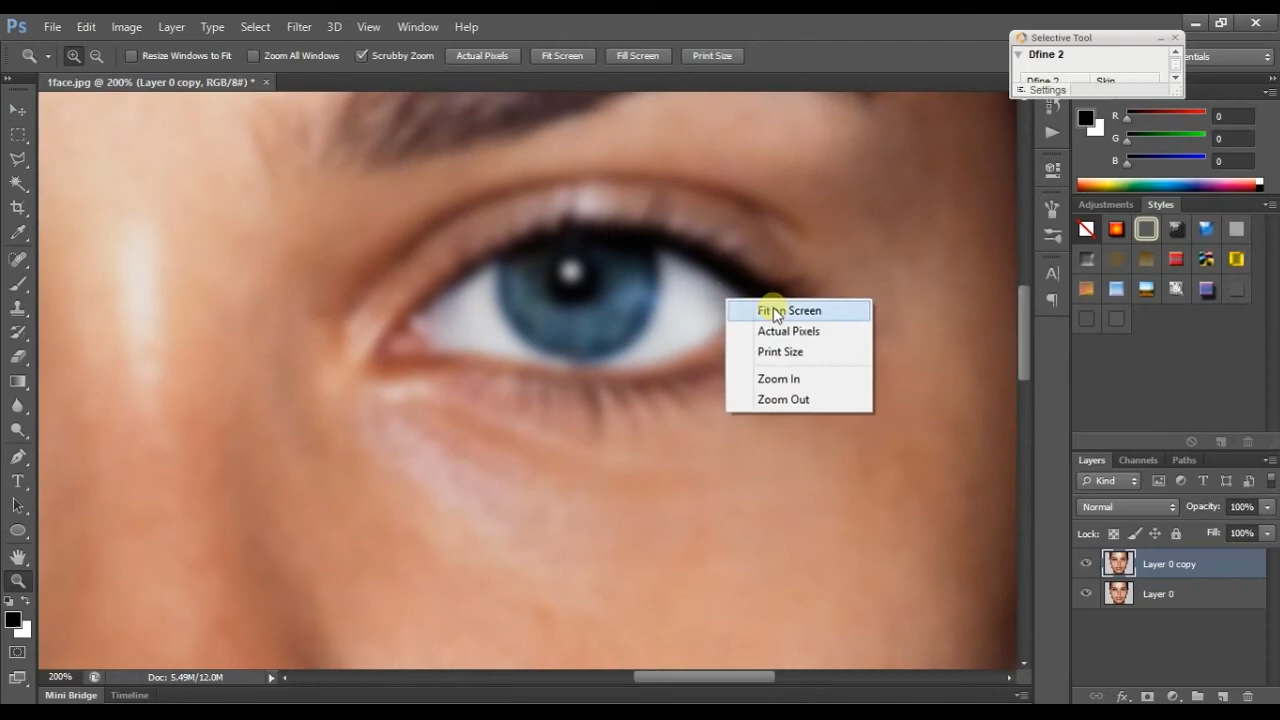 Ps File Edit Image Layer Type Select Filter 3D View Window Help
Resize Windows to Fit Zoom All Windows Scrubby Zoom Actual Pixels Fit Screen Fill Screen Print Size
Selective Tool
Dfine 2
Dfine 2 Skin
Settings
entials
1face.jpg @ 200% (Layer 0 copy, RGB/8#) * ×
R 0
G 0
B 0
Adjustments Styles
Fit on Screen
Actual Pixels
Print Size
Zoom In
Zoom Out
Layers Channels Paths
Kind
Normal Opacity: 100%
Lock: Fill: 100%
Layer 0 copy
Layer 0
200% Doc: 5.49M/12.0M
Mini Bridge Timeline